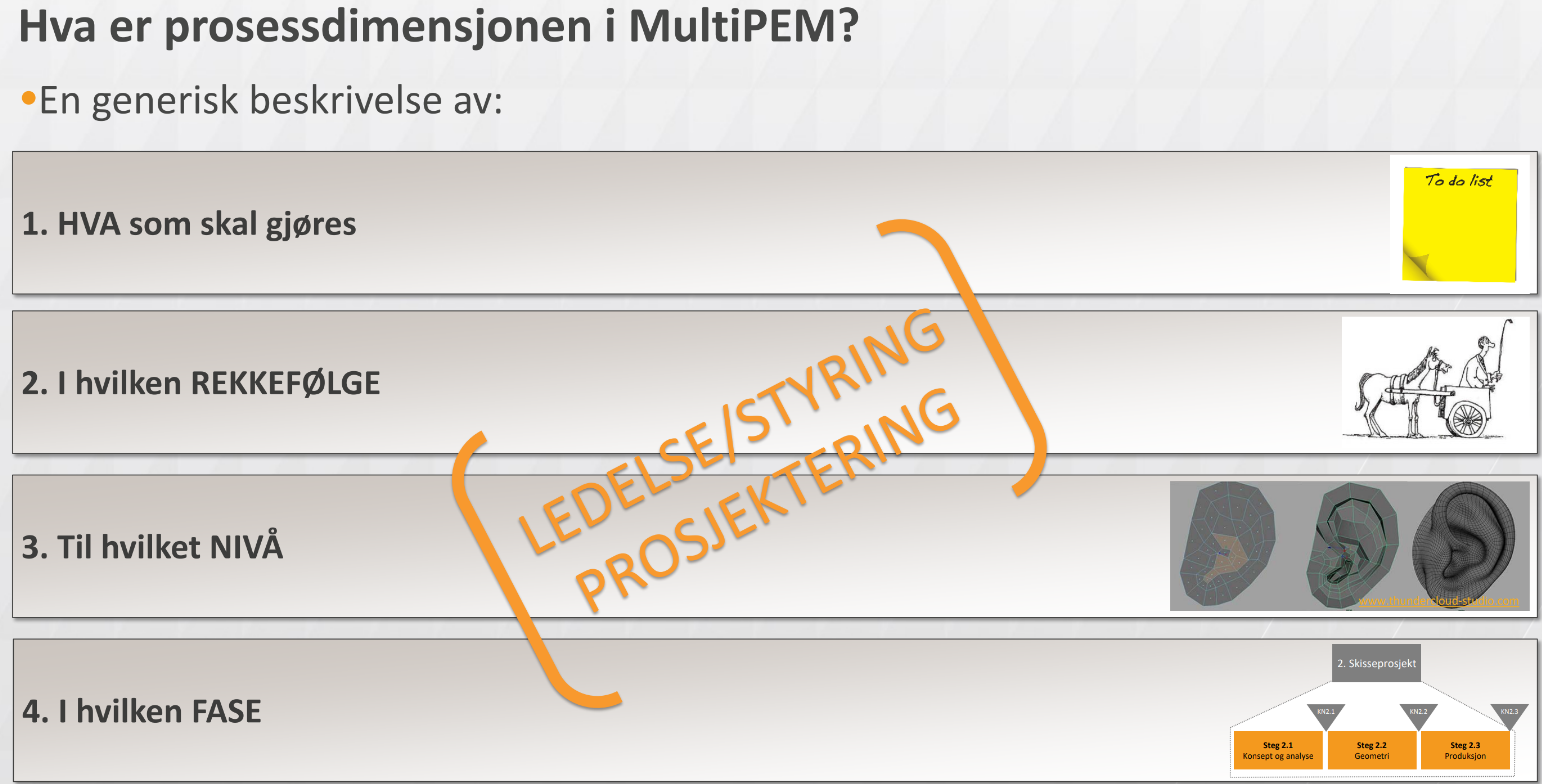 Hva er prosessdimensjonen i MultiPEM?
•En generisk beskrivelse av:
1. HVA som skal gjøres
To do list
2. I hvilken REKKEFØLGE
LEDELSE/STYRING
PROSJEKTERING
3. Til hvilket NIVÅ
www.thundercloud-studio.com
4. I hvilken FASE
2. Skisseprosjekt
KN2.1
KN2.2
KN2.3
Steg 2.1
Konsept og analyse
Steg 2.2
Geometri
Steg 2.3
Produksjon